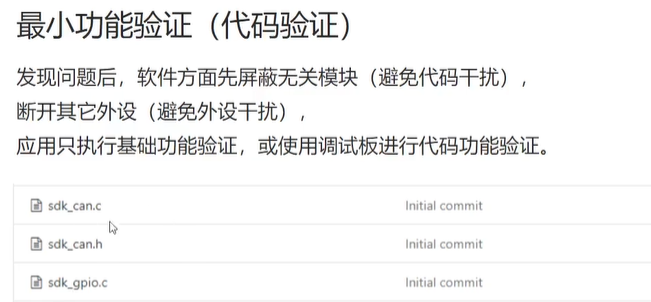 最小功能验证（代码验证）
发现问题后，软件方面先屏蔽无关模块（避免代码干扰），
断开其它外设（避免外设干扰），
应用只执行基础功能验证，或使用调试板进行代码功能验证。
sdk_can.c Initial commit
sdk_can.h Initial commit
sdk_gpio.c Initial commit